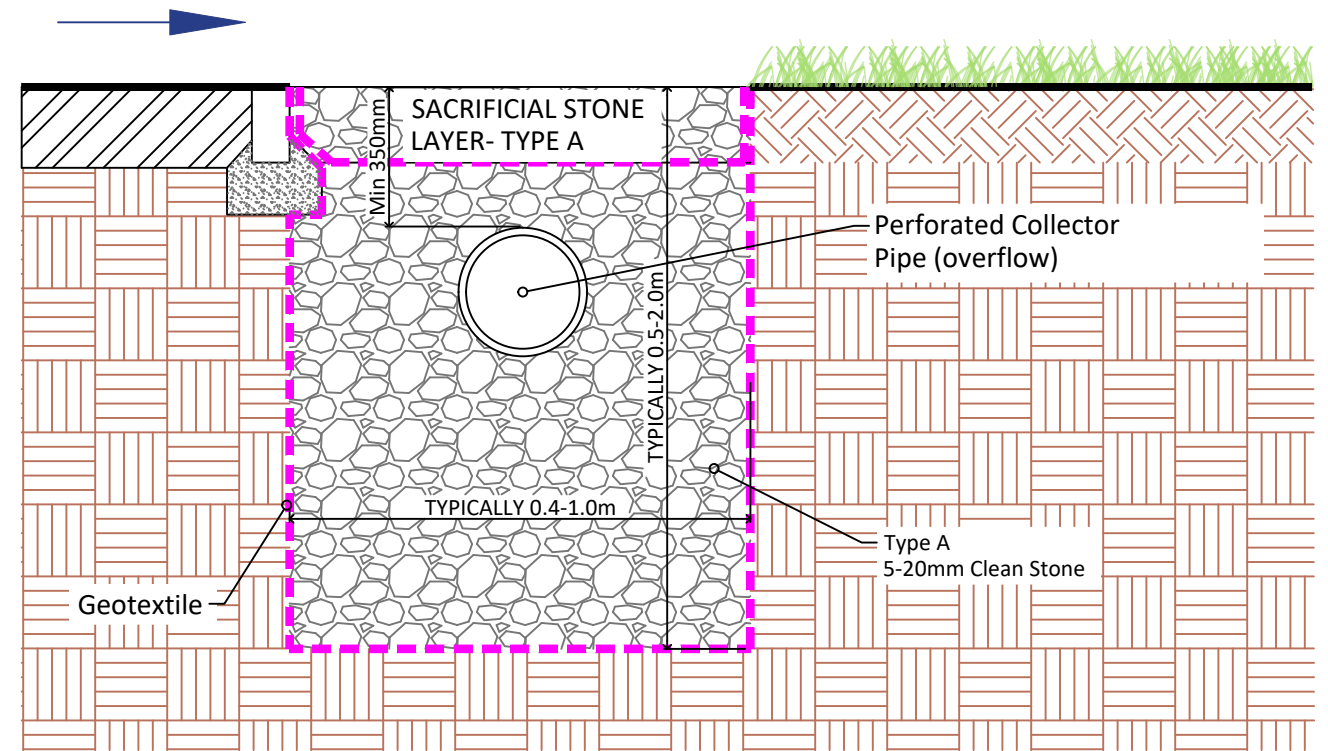 SACRIFICIAL STONE
LAYER- TYPE A
Min 350mm
Perforated Collector
Pipe (overflow)
TYPICALLY 0.5-2.0m
TYPICALLY 0.4-1.0m
Type A
5-20mm Clean Stone
Geotextile